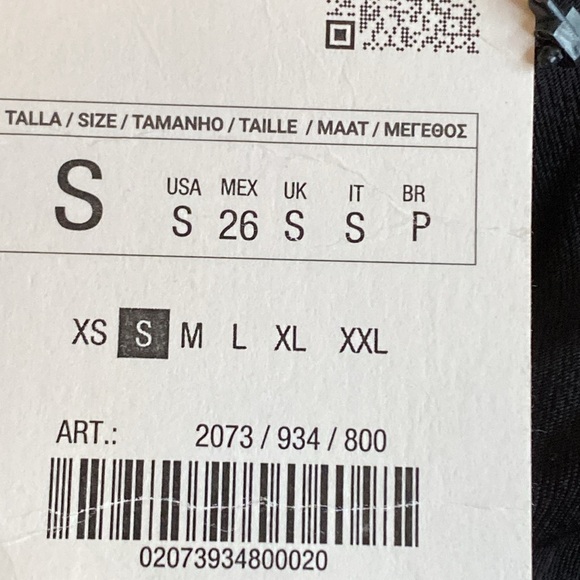 TALLA / SIZE / TAMANHO / TAILLE / MAAT / ΜΕΓΕΘΟΣ
S
USA MEX UK IT BR
S 26 S S P
XS S M L XL XXL
ART.: 2073 / 934 / 800
02073934800020